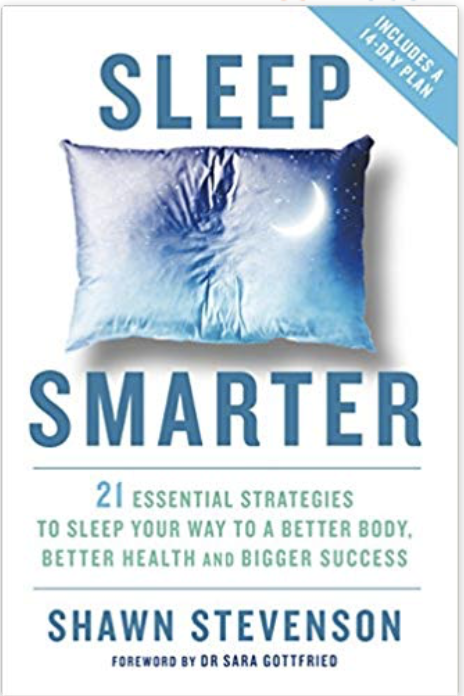 INCLUDES A
14-DAY PLAN
SLEEP
SMARTER
21 ESSENTIAL STRATEGIES
TO SLEEP YOUR WAY TO A BETTER BODY,
BETTER HEALTH AND BIGGER SUCCESS
SHAWN STEVENSON
FOREWORD BY DR SARA GOTTFRIED